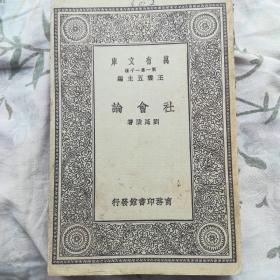 萬有文庫
第一集一千種
王雲五主編
社會論
劉延陵著
商務印書館發行